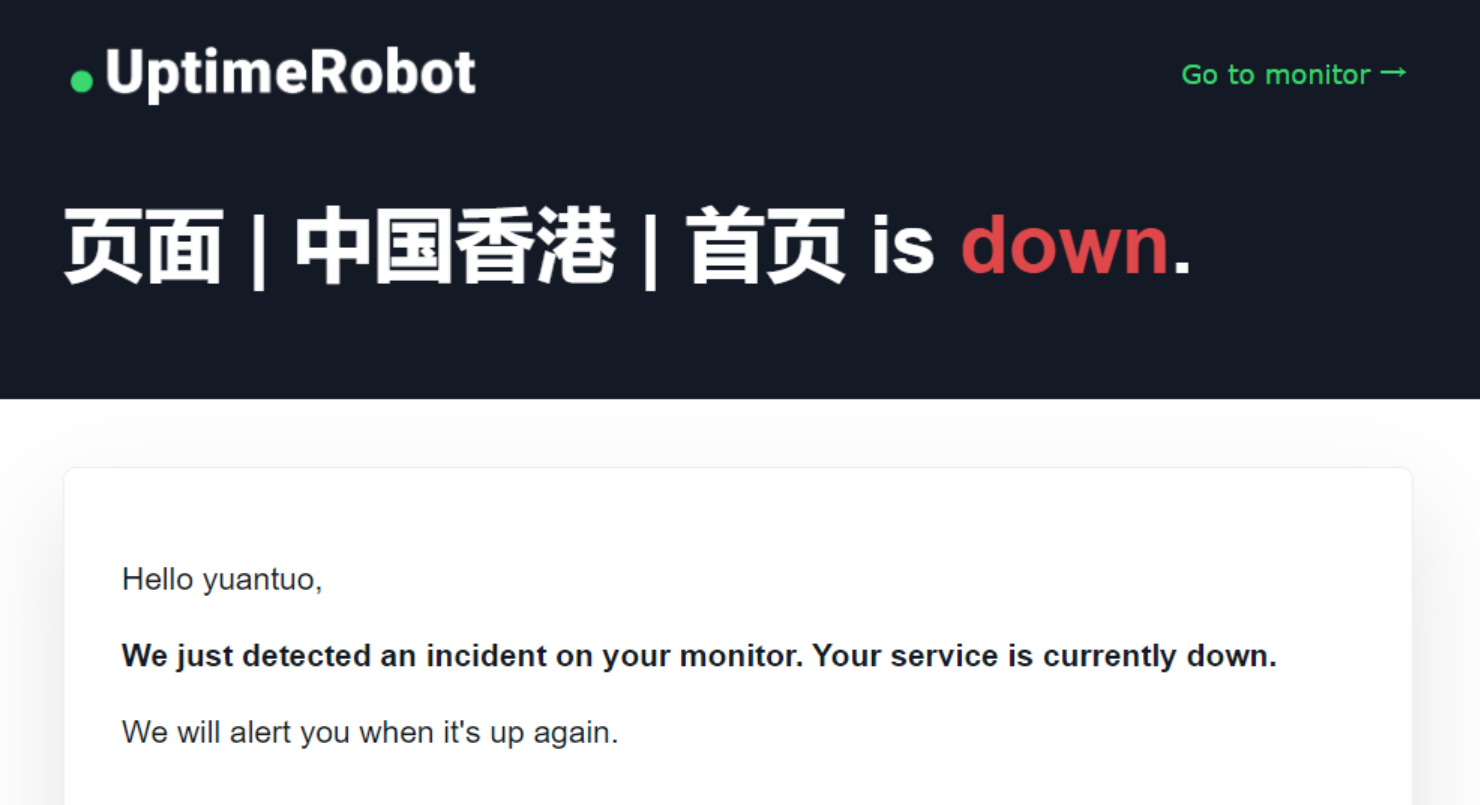 UptimeRobot
Go to monitor →
页面 | 中国香港 | 首页 is down.
Hello yuantuo,
We just detected an incident on your monitor. Your service is currently down.
We will alert you when it's up again.